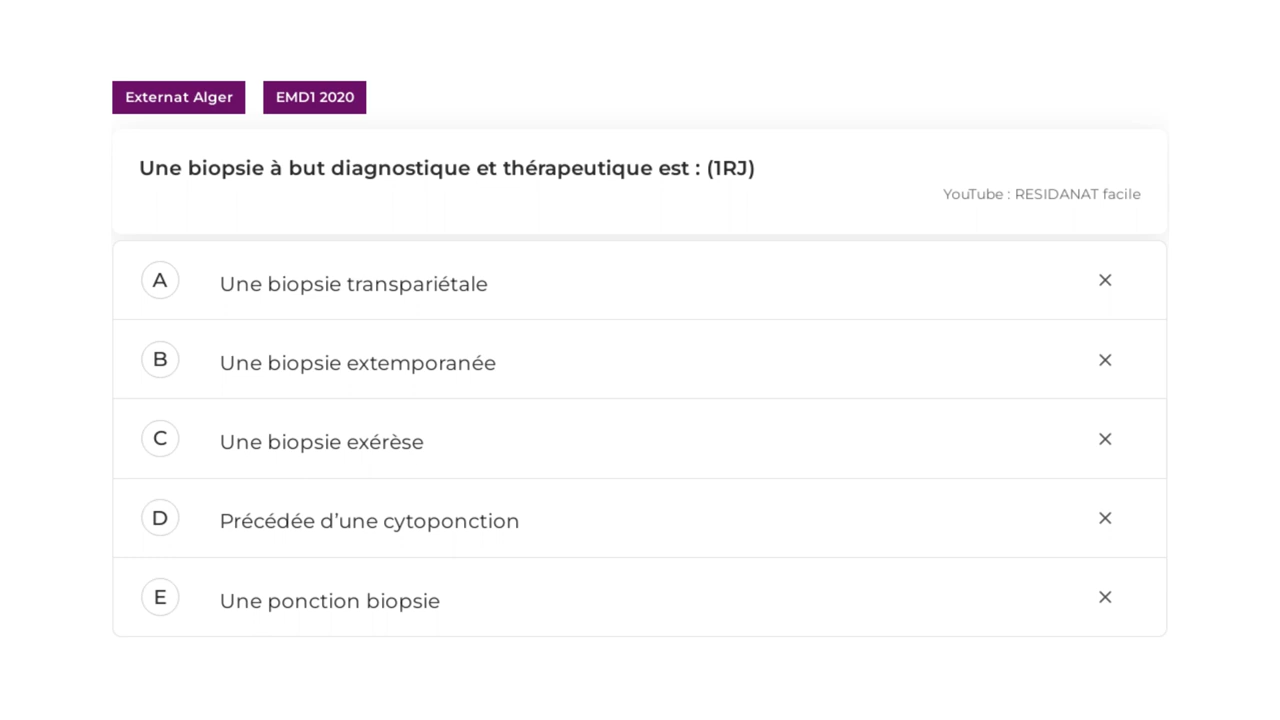 Externat Alger
EMD1 2020
Une biopsie à but diagnostique et thérapeutique est : (1RJ)
YouTube : RESIDANAT facile
A Une biopsie transpariétale
B Une biopsie extemporanée
C Une biopsie exérèse
D Précédée d'une cytoponction
E Une ponction biopsie